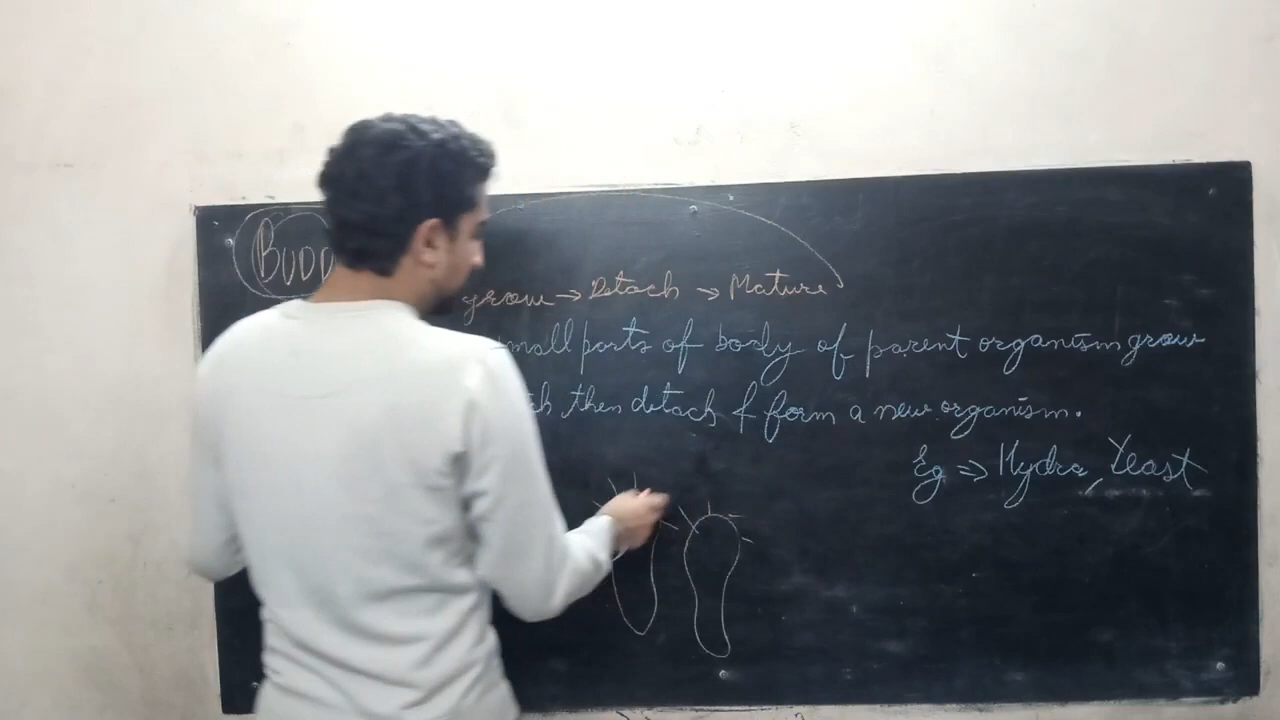 BUDD
grow → Detach → Mature
small parts of body of parent organism grow
then detach & form a new organism.
Eg ⇒ Hydra, Yeast